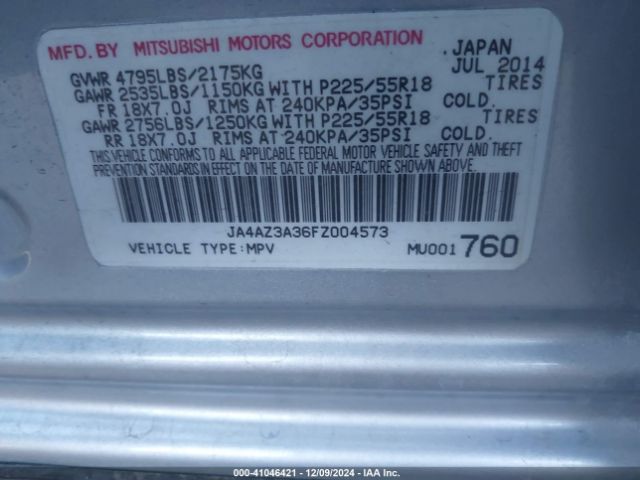 MFD. BY MITSUBISHI MOTORS CORPORATION , JAPAN
GVWR 4795LBS/2175KG JUL 2014
GAWR 2535LBS/1150KG WITH P225/55R18 TIRES
FR 18X7.0J RIMS AT 240KPA/35PSI COLD.
GAWR 2756LBS/1250KG WITH P225/55R18 TIRES
RR 18X7.0J RIMS AT 240KPA/35PSI COLD.
THIS VEHICLE CONFORMS TO ALL APPLICABLE FEDERAL MOTOR VEHICLE SAFETY AND THEFT
PREVENTION STANDARDS IN EFFECT ON THE DATE OF MANUFACTURE SHOWN ABOVE.
JA4AZ3A36FZ004573
VEHICLE TYPE:MPV MU001760
000-41046421 - 12/09/2024 - IAA, Inc.